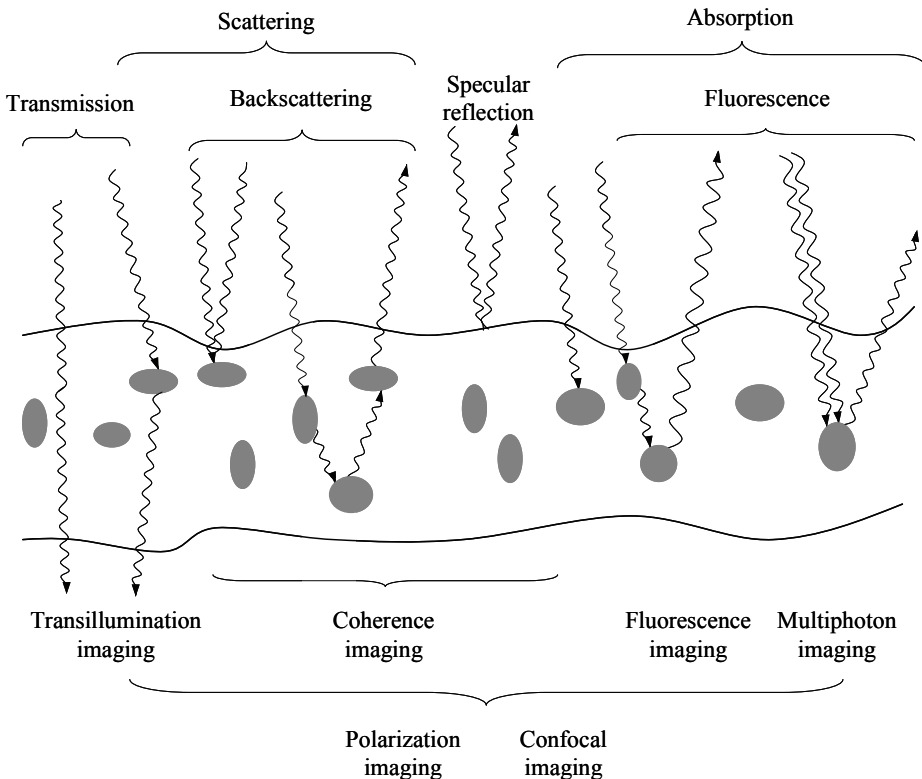 Scattering
Absorption
Transmission
Backscattering
Specular
reflection
Fluorescence
Transillumination
imaging
Coherence
imaging
Fluorescence
imaging
Multiphoton
imaging
Polarization
imaging
Confocal
imaging